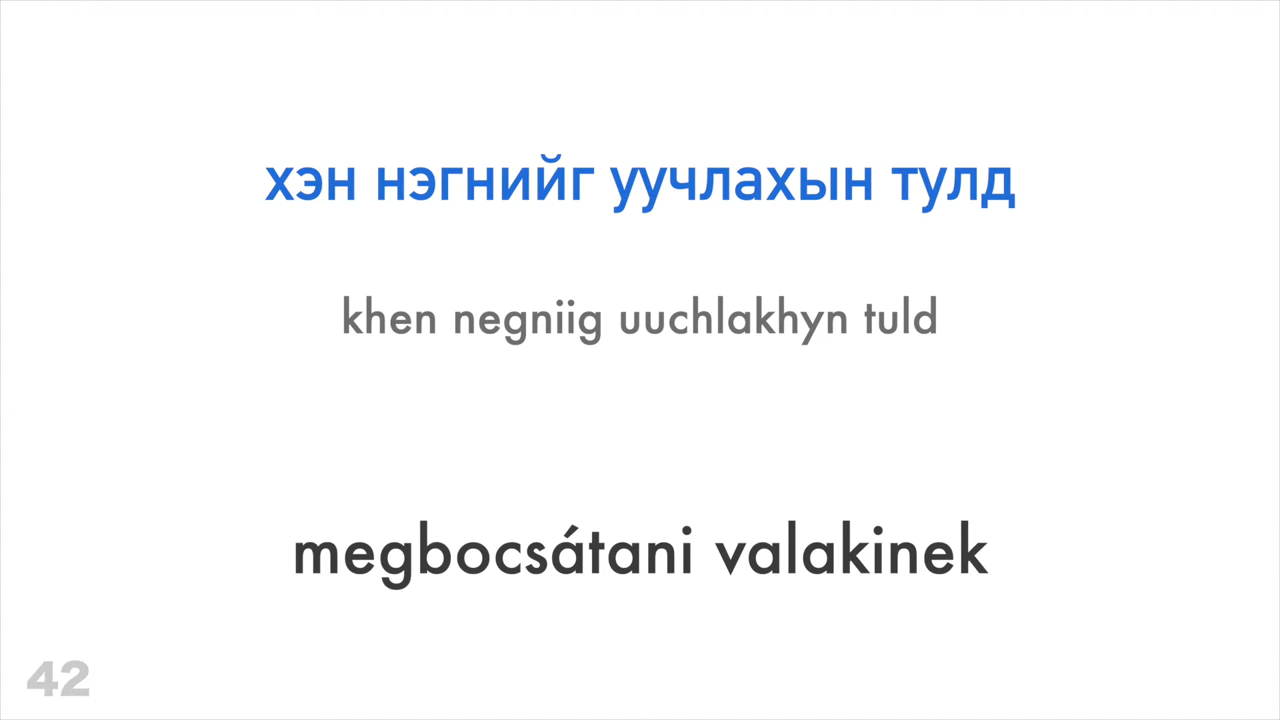 хэн нэгнийг уучлахын тулд
khen negniig uuchlakhyn tuld
megbocsátani valakinek
42